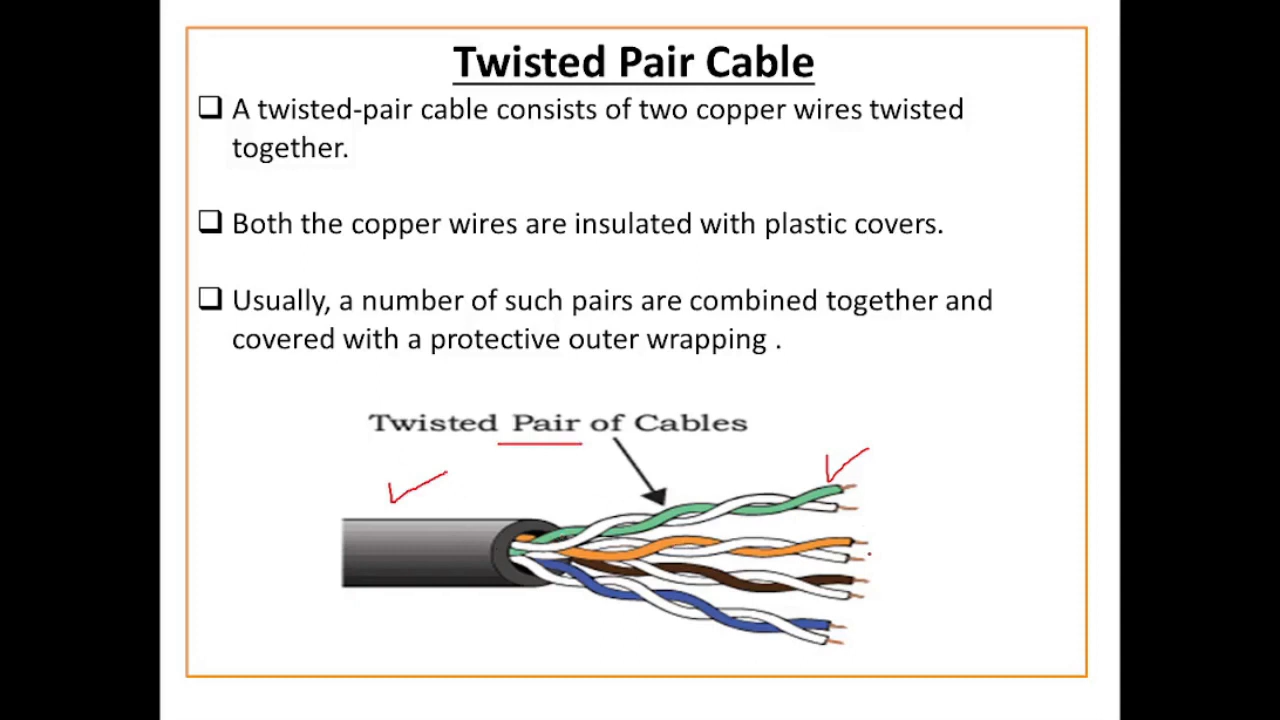 Twisted Pair Cable
❑ A twisted-pair cable consists of two copper wires twisted
together.
❑ Both the copper wires are insulated with plastic covers.
❑ Usually, a number of such pairs are combined together and
covered with a protective outer wrapping .
Twisted Pair of Cables